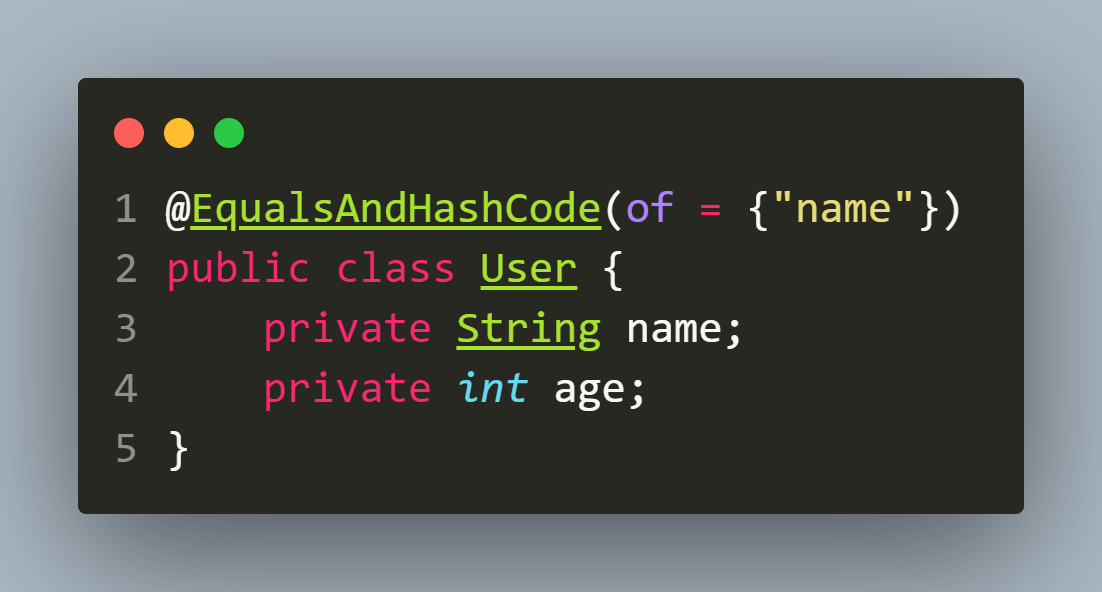 1 @EqualsAndHashCode(of = {"name"})
2 public class User {
3     private String name;
4     private int age;
5 }